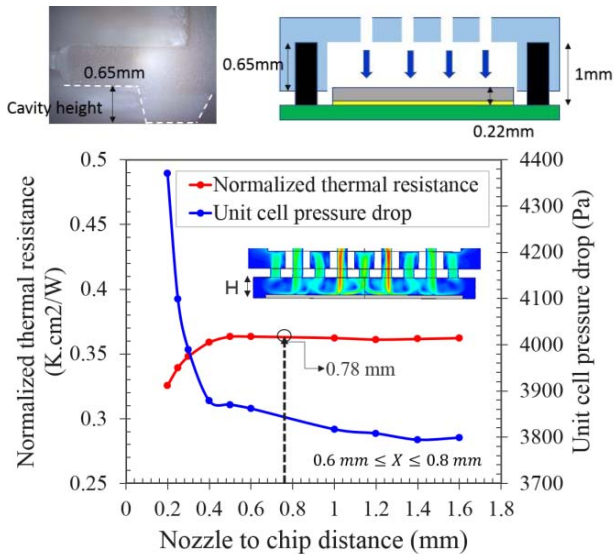 0.65mm
Cavity height
0.65mm
1mm
0.22mm
Normalized thermal resistance
(K.cm2/W)
0.5
0.45
0.4
0.35
0.3
0.25
Normalized thermal resistance
Unit cell pressure drop
H
0.78 mm
0.6 mm ≤ X ≤ 0.8 mm
4400
4300
4200
4100
4000
3900
3800
3700
Unit cell pressure drop (Pa)
0 0.2 0.4 0.6 0.8 1 1.2 1.4 1.6 1.8
Nozzle to chip distance (mm)